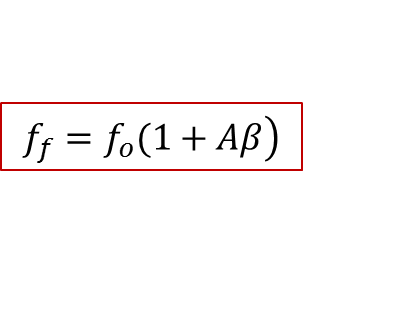 f_f = f_o(1 + Aβ)